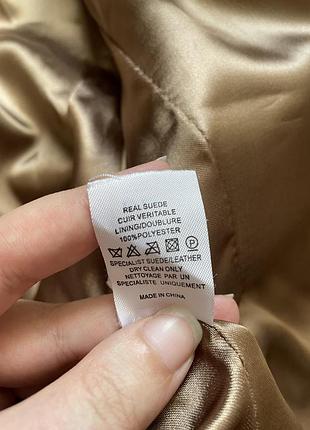 REAL SUEDE
CUIR VERITABLE
LINING/DOUBLURE
100%POLYESTER
P
SPECIALIST SUEDE/LEATHER
DRY CLEAN ONLY
NETTOYAGE PAR UN
SPECIALISTE UNIQUEMENT
MADE IN CHINA